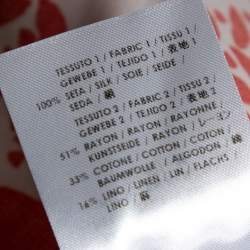 TESSUTO 1 / FABRIC 1 / TISSU 1 /
GEWEBE 1 / TEJIDO 1 / 表地 1
100% SETA / SILK / SOIE / SEIDE /
SEDA / 絹
TESSUTO 2 / FABRIC 2 / TISSU 2 /
GEWEBE 2 / TEJIDO 2 / 表地 2
51% RAYON / RAYON / RAYONNE /
KUNSTSEIDE / RAYON / レーヨン
33% COTONE / COTTON / COTON /
BAUMWOLLE / ALGODON / 綿
16% LINO / LINEN / LIN / FLACHS /
LINO / 麻